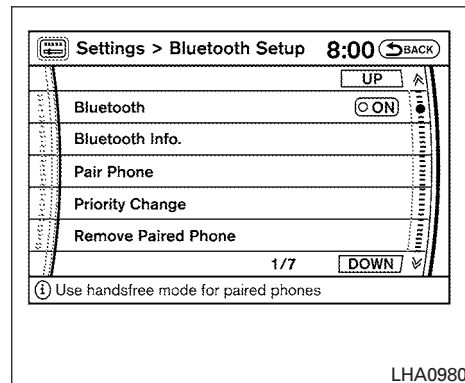 Settings > Bluetooth Setup 8:00 BACK
UP
Bluetooth ON
Bluetooth Info.
Pair Phone
Priority Change
Remove Paired Phone
1/7 DOWN
i Use handsfree mode for paired phones
LHA0980